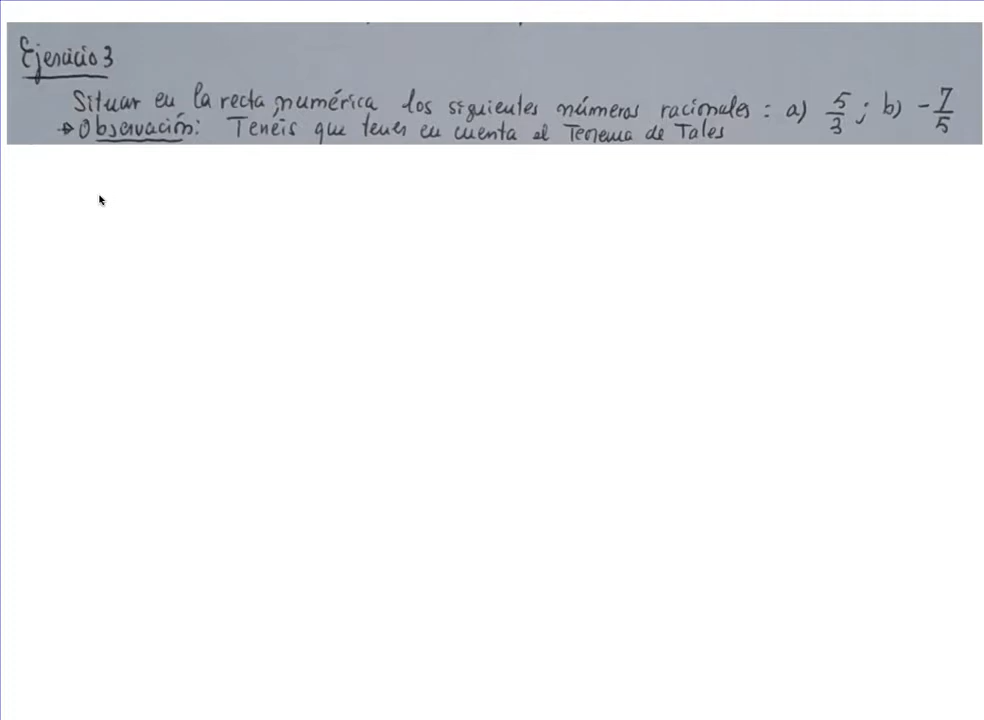 Ejercicio 3
Situar en la recta numérica los siguientes números racionales: a) 5/3; b) -7/5
→ Observación: Tenéis que tener en cuenta el Teorema de Tales